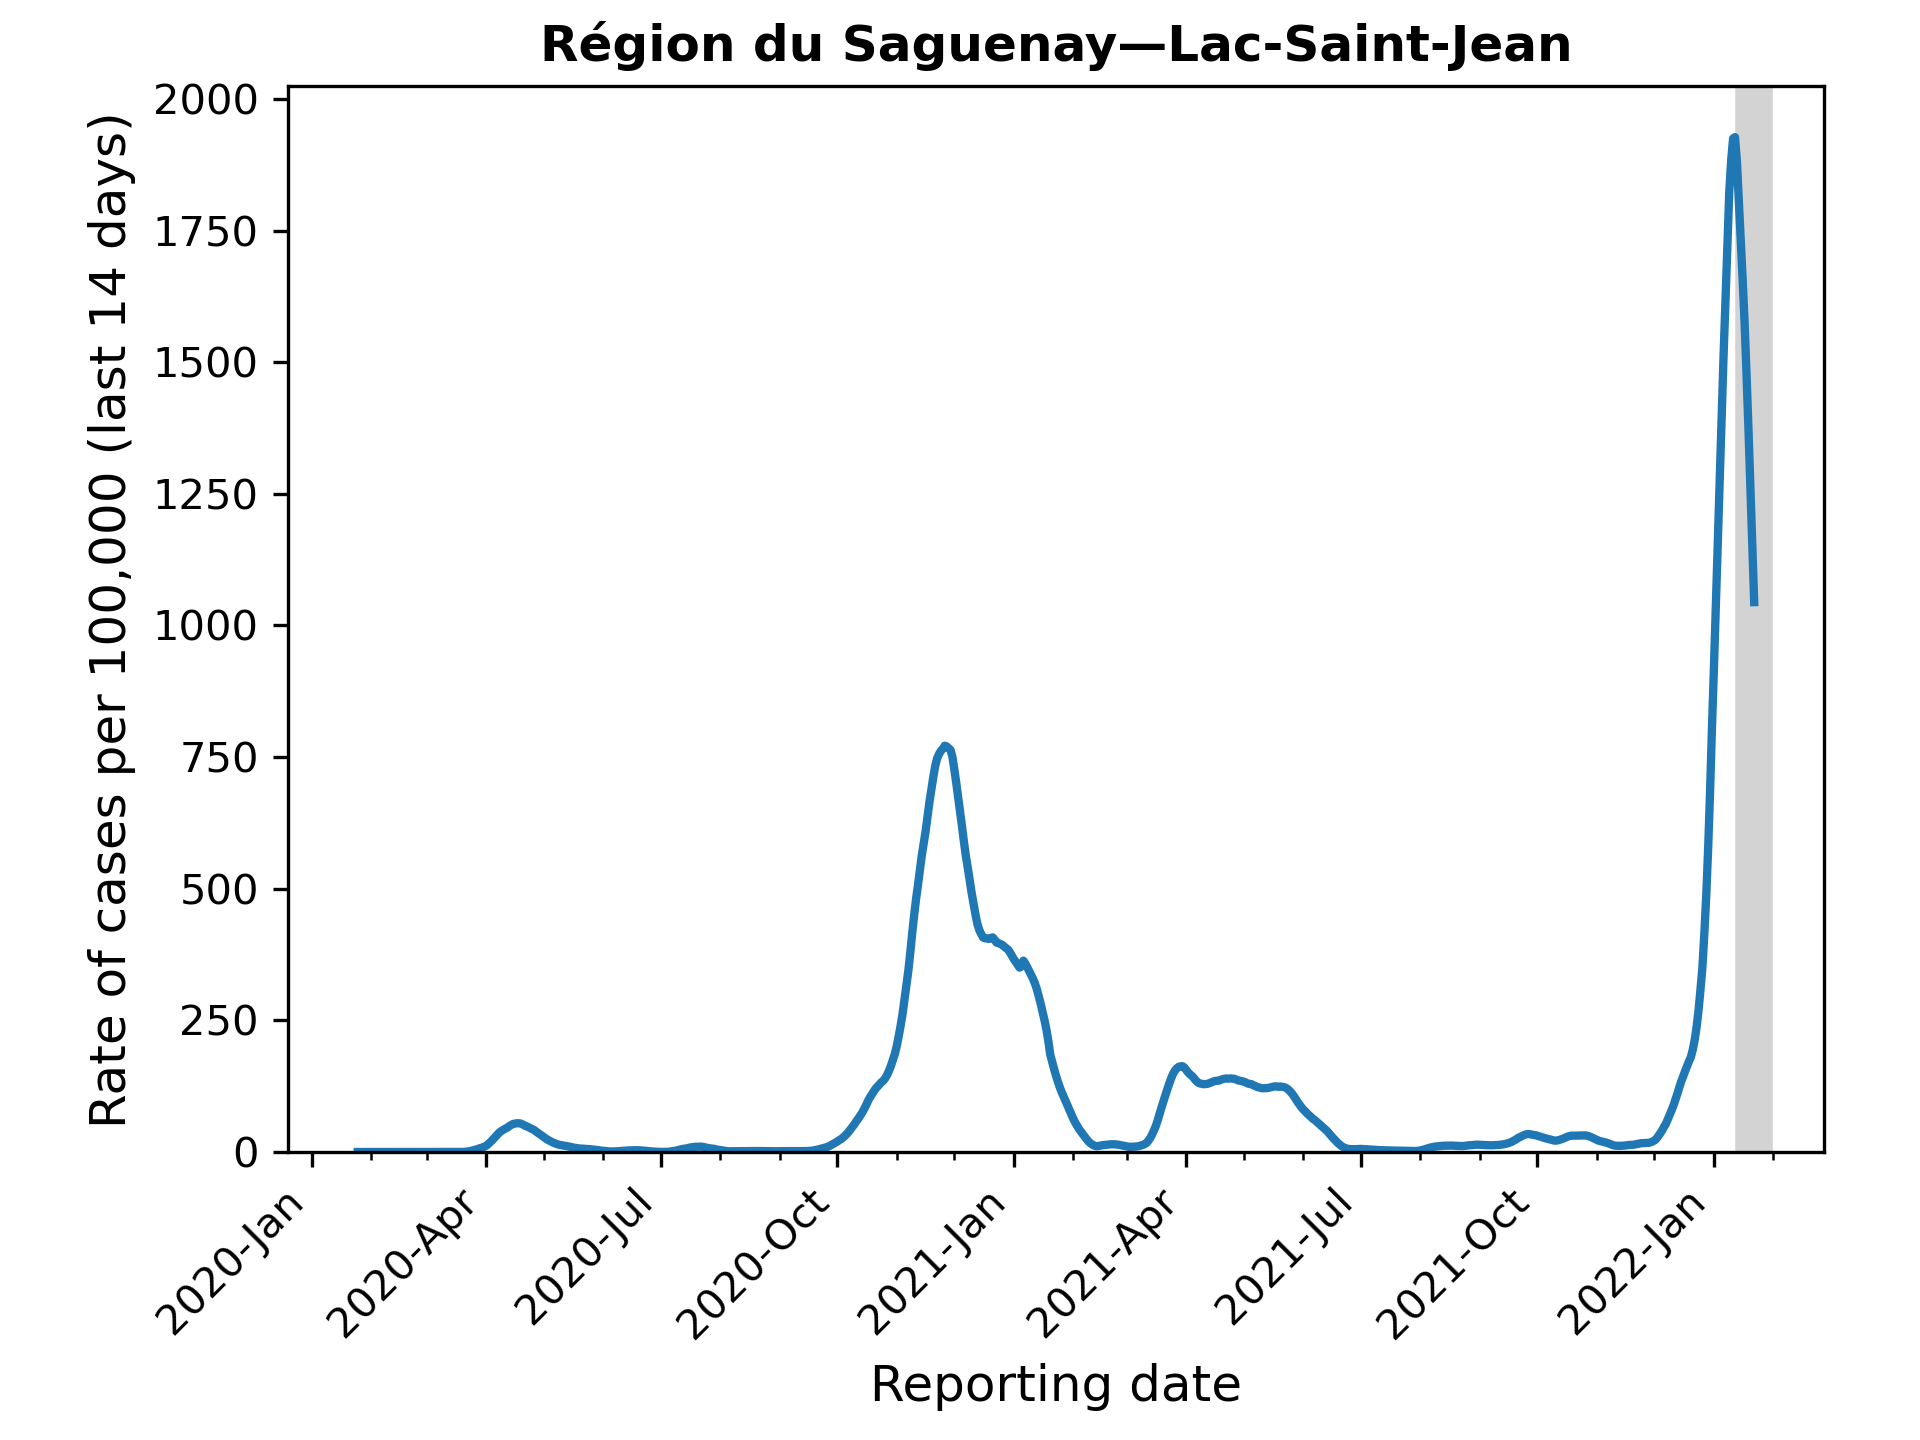 Région du Saguenay—Lac-Saint-Jean
Rate of cases per 100,000 (last 14 days)
2000
1750
1500
1250
1000
750
500
250
0
2020-Jan
2020-Apr
2020-Jul
2020-Oct
2021-Jan
2021-Apr
2021-Jul
2021-Oct
2022-Jan
Reporting date